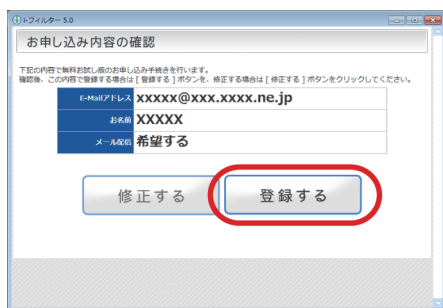 i-フィルター 5.0
お申し込み内容の確認
下記の内容で無料お試し版のお申し込み手続きを行います。
確認後、この内容で登録する場合は [ 登録する ] ボタンを、修正する場合は [ 修正する ] ボタンをクリックしてください。
E-Mailアドレス xxxxx@xxx.xxxx.ne.jp
お名前 XXXXX
メール配信 希望する
修正する 登録する